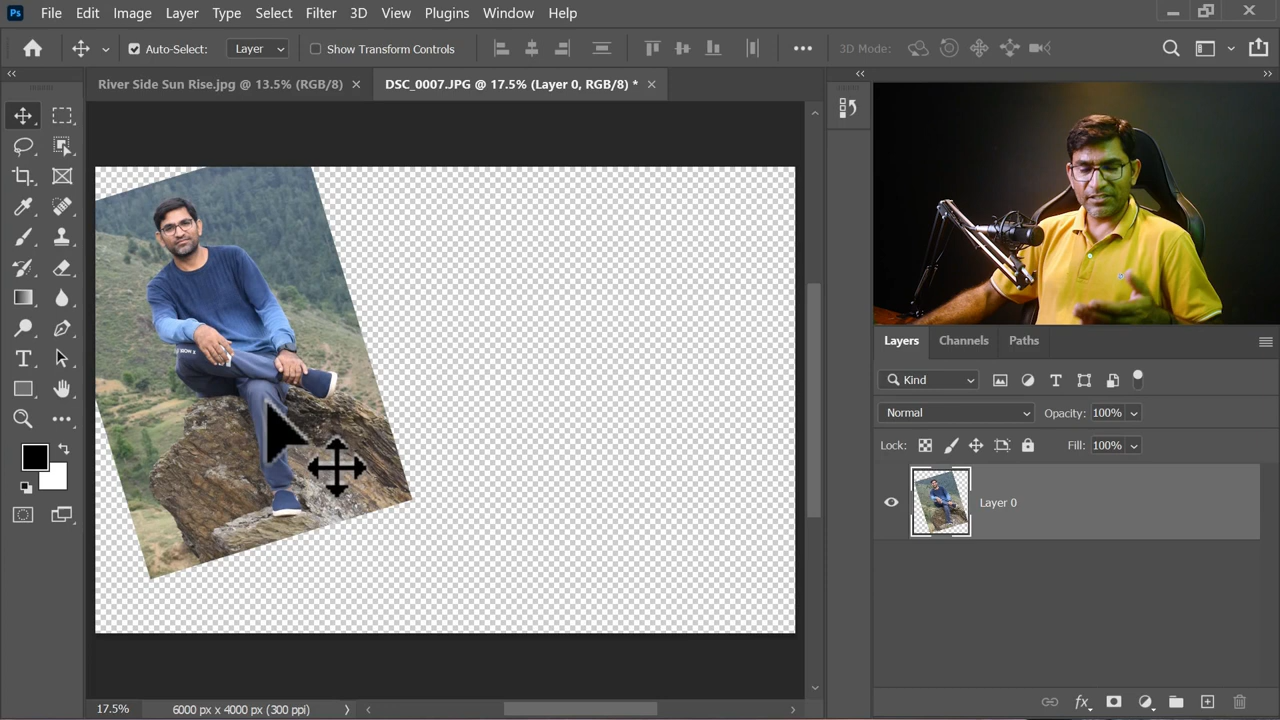 Ps File Edit Image Layer Type Select Filter 3D View Plugins Window Help
Auto-Select: Layer Show Transform Controls 3D Mode:
River Side Sun Rise.jpg @ 13.5% (RGB/8) DSC_0007.JPG @ 17.5% (Layer 0, RGB/8) *
Layers Channels Paths
Kind
Normal Opacity: 100%
Lock: Fill: 100%
Layer 0
17.5% 6000 px x 4000 px (300 ppi)